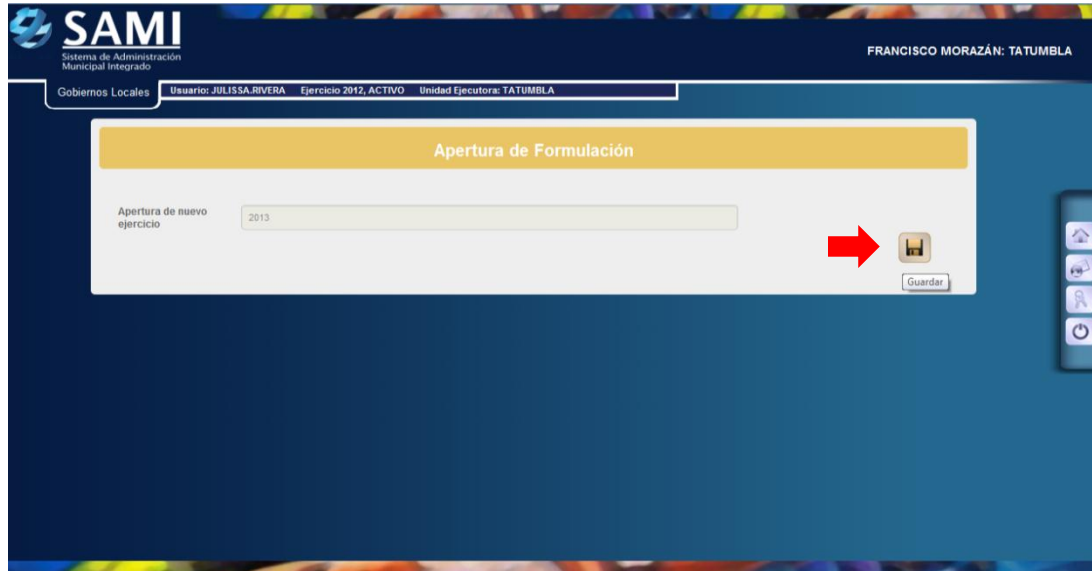 SAMI
Sistema de Administración
Municipal Integrado
FRANCISCO MORAZÁN: TATUMBLA
Gobiernos Locales
Usuario: JULISSA.RIVERA Ejercicio 2012, ACTIVO Unidad Ejecutora: TATUMBLA
Apertura de Formulación
Apertura de nuevo
ejercicio
2013
Guardar